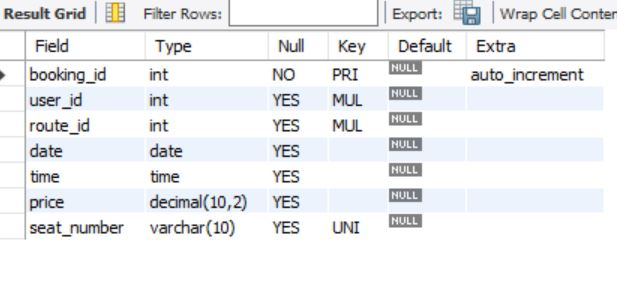 Result Grid Filter Rows: Export: Wrap Cell Conten
Field Type Null Key Default Extra
booking_id int NO PRI NULL auto_increment
user_id int YES MUL NULL
route_id int YES MUL NULL
date date YES NULL
time time YES NULL
price decimal(10,2) YES NULL
seat_number varchar(10) YES UNI NULL